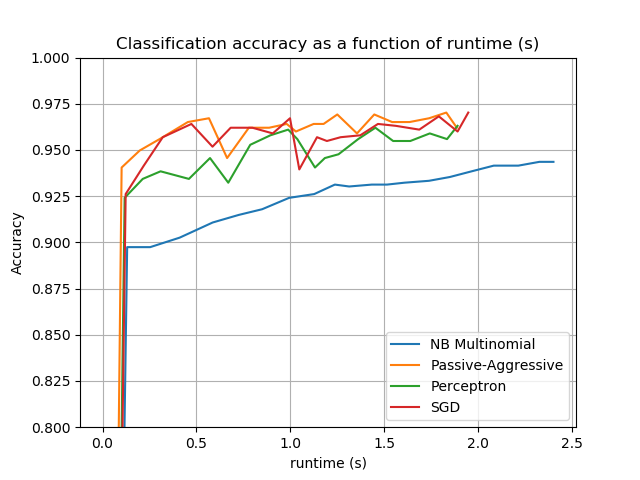 Classification accuracy as a function of runtime (s)
1.000
0.975
0.950
0.925
0.900
0.875
0.850
0.825
0.800
Accuracy
NB Multinomial
Passive-Aggressive
Perceptron
SGD
0.0 0.5 1.0 1.5 2.0 2.5
runtime (s)